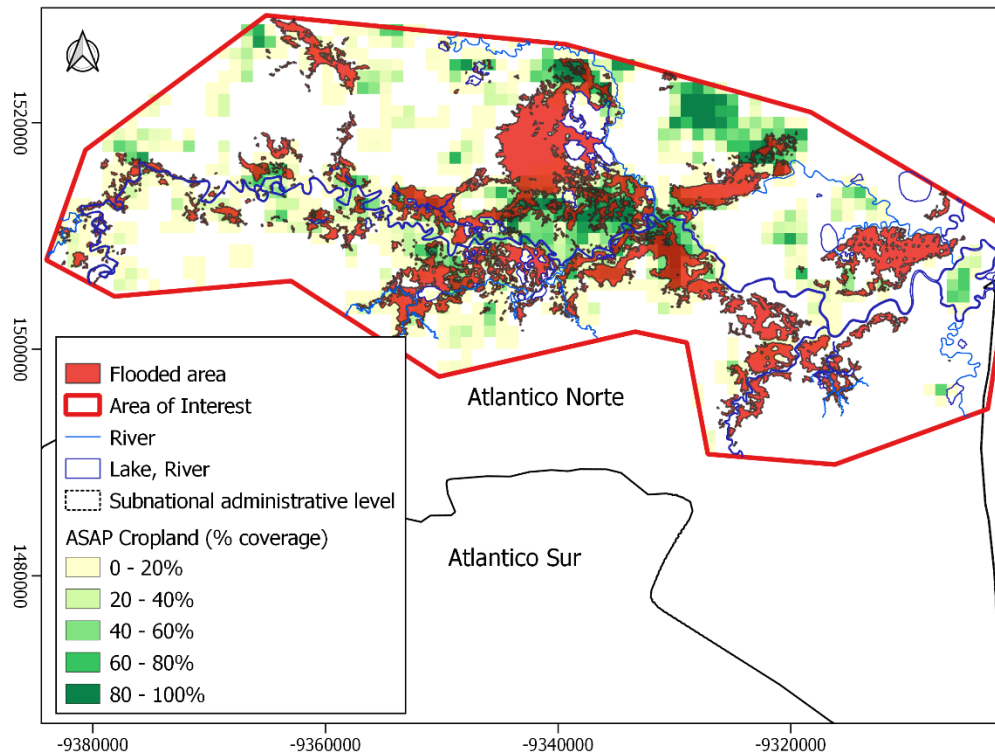 1520000
1500000
1480000
Flooded area
Area of Interest
River
Lake, River
Subnational administrative level
ASAP Cropland (% coverage)
0 - 20%
20 - 40%
40 - 60%
60 - 80%
80 - 100%
Atlantico Norte
Atlantico Sur
-9380000
-9360000
-9340000
-9320000